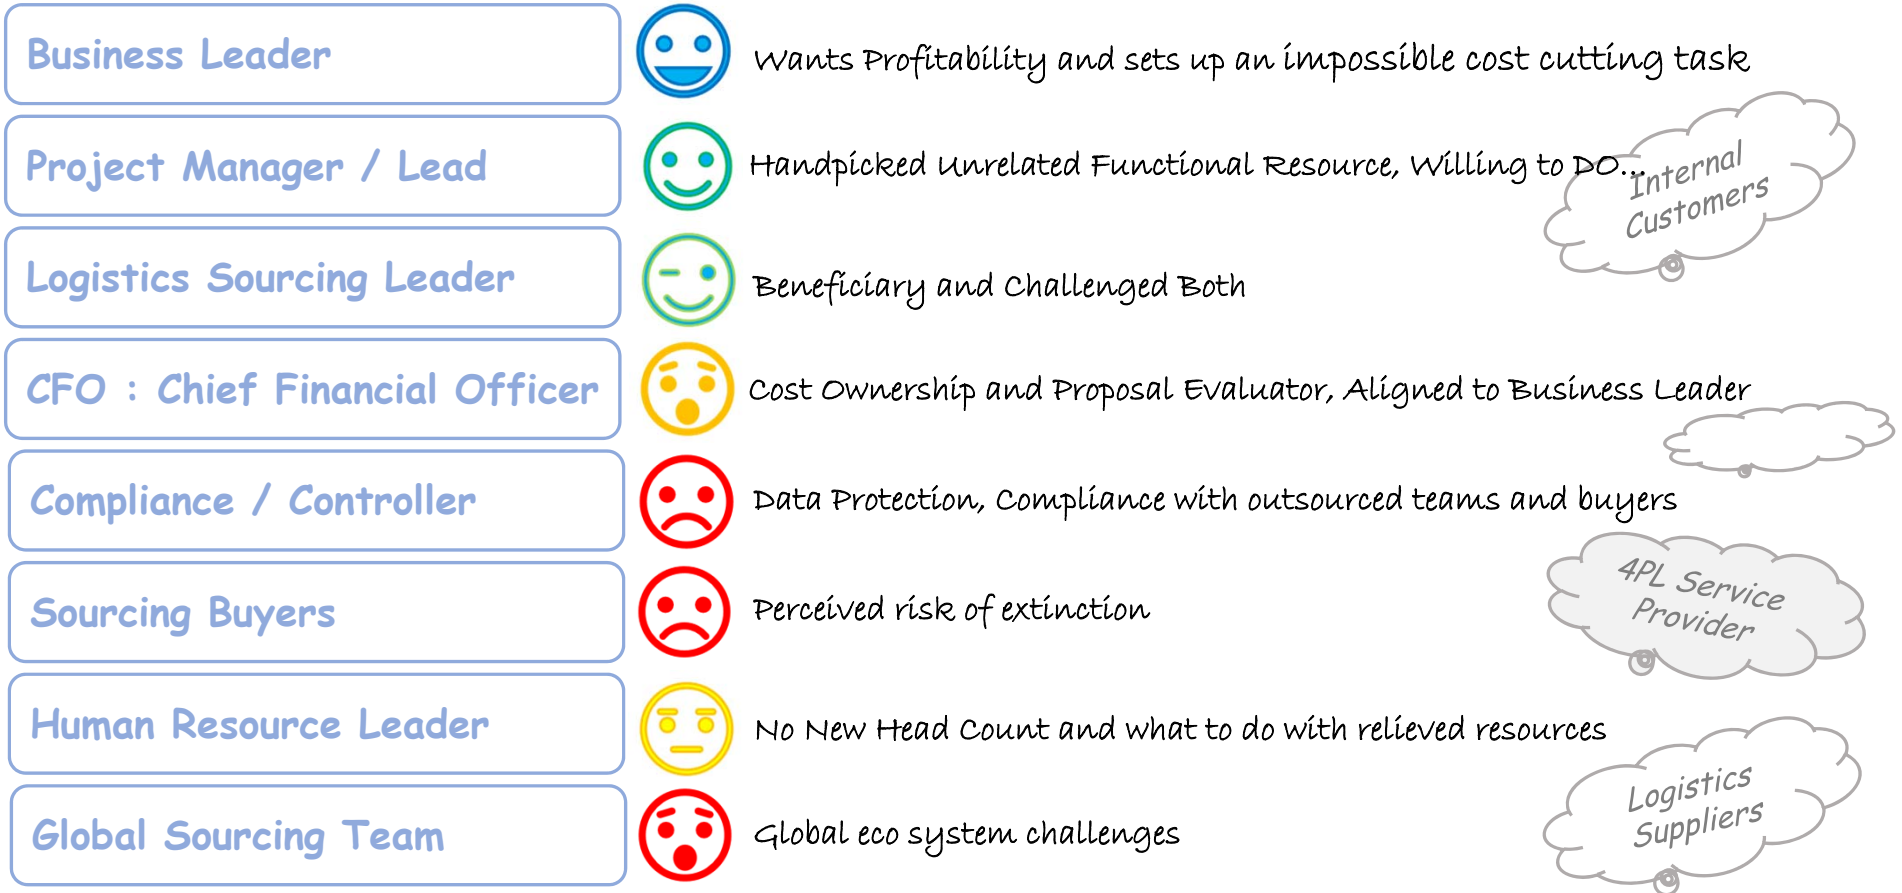 Business Leader
Wants Profitability and sets up an impossible cost cutting task
Project Manager / Lead
Handpicked Unrelated Functional Resource, Willing to DO...
Internal
Customers
Logistics Sourcing Leader
Beneficiary and Challenged Both
CFO : Chief Financial Officer
Cost Ownership and Proposal Evaluator, Aligned to Business Leader
Compliance / Controller
Data Protection, Compliance with outsourced teams and buyers
4PL Service
Provider
Sourcing Buyers
Perceived risk of extinction
Human Resource Leader
No New Head Count and what to do with relieved resources
Logistics
Suppliers
Global Sourcing Team
Global eco system challenges